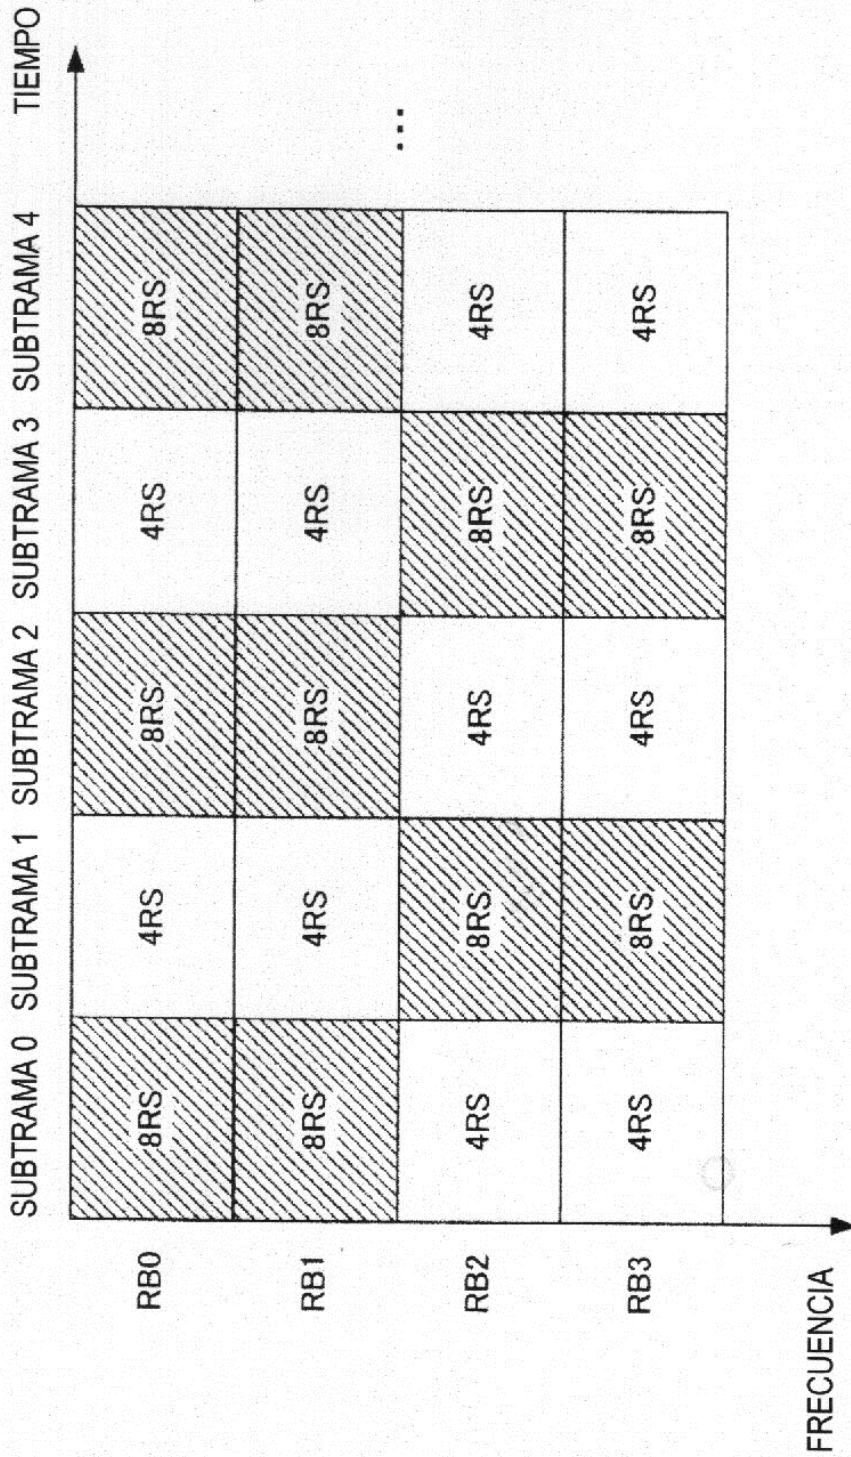 SUBTRAMA 0 SUBTRAMA 1 SUBTRAMA 2 SUBTRAMA 3 SUBTRAMA 4 TIEMPO
RB0 8RS 4RS 8RS 4RS 8RS
RB1 8RS 4RS 8RS 4RS 8RS ...
RB2 4RS 8RS 4RS 8RS 4RS
RB3 4RS 8RS 4RS 8RS 4RS
FRECUENCIA